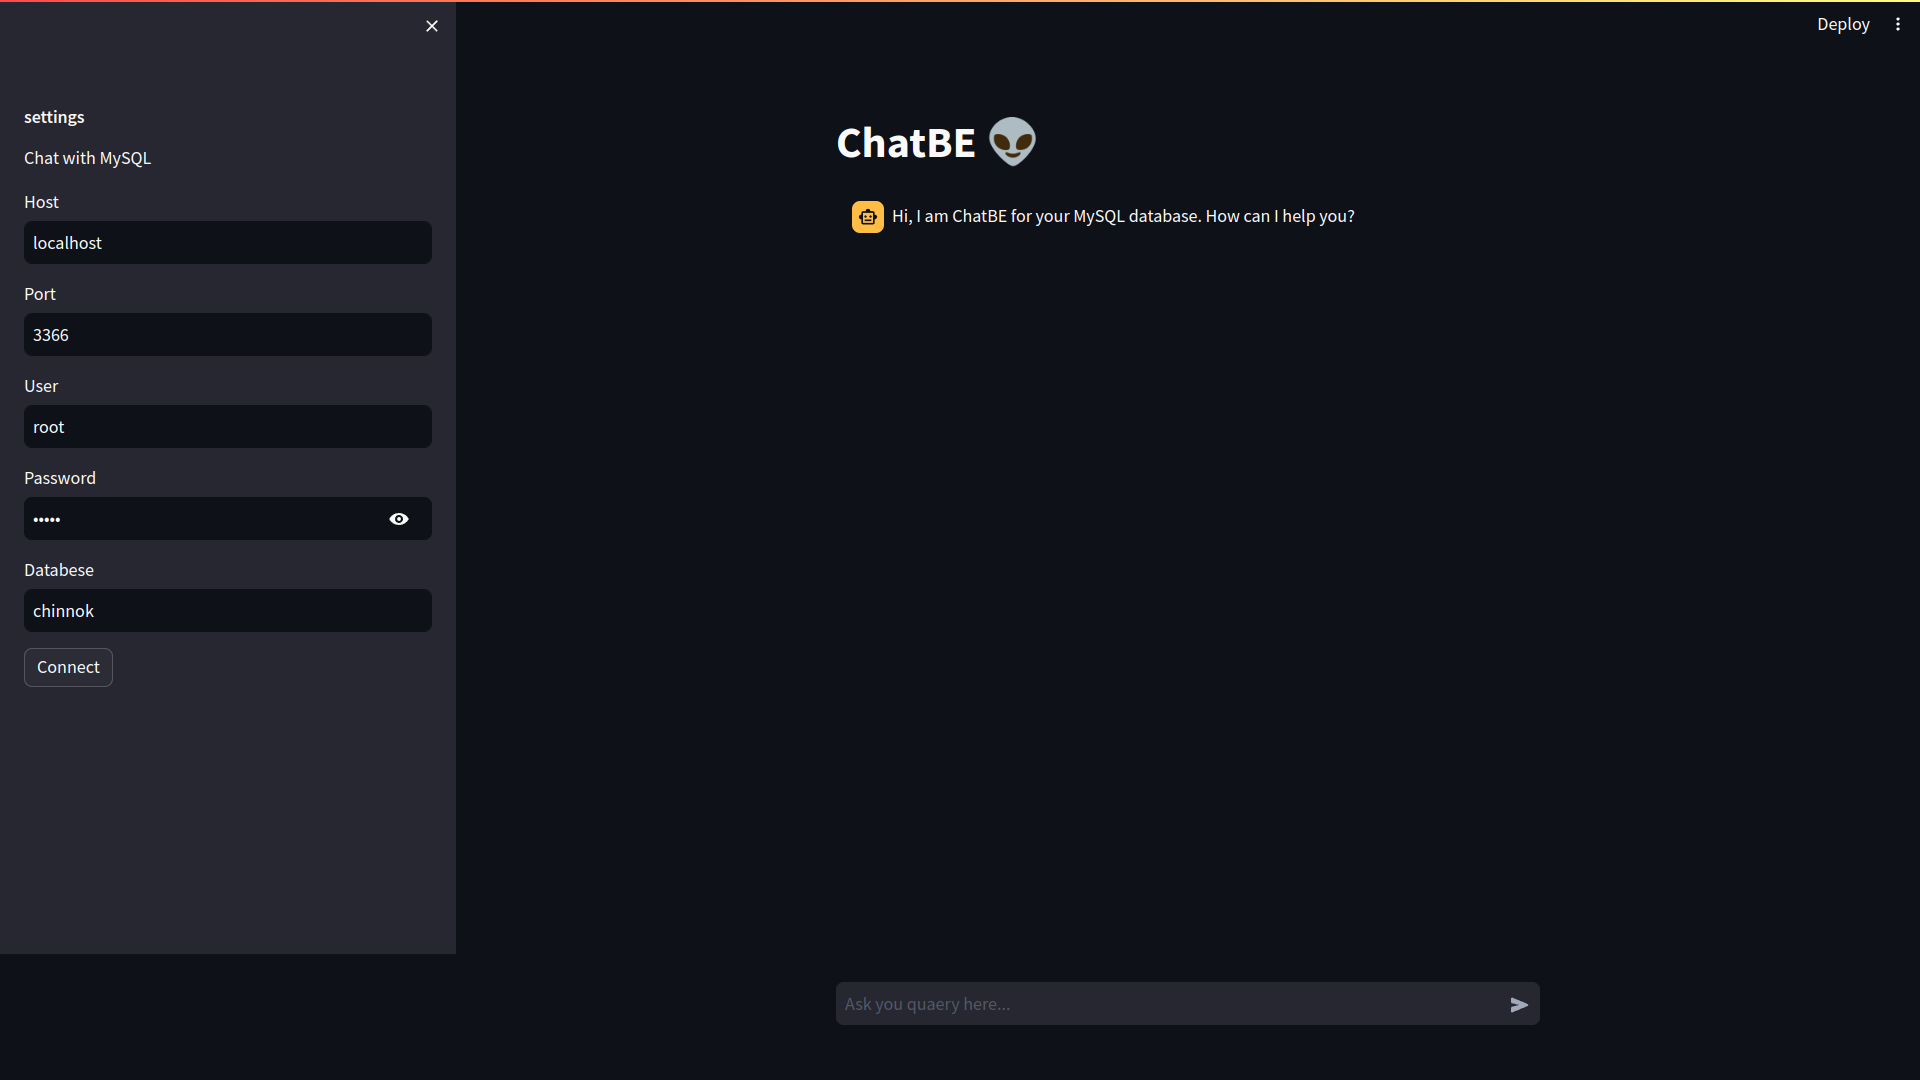 Deploy
settings
Chat with MySQL
Host
localhost
Port
3366
User
root
Password
•••••
Databese
chinnok
Connect
ChatBE 👽
Hi, I am ChatBE for your MySQL database. How can I help you?
Ask you quaery here...